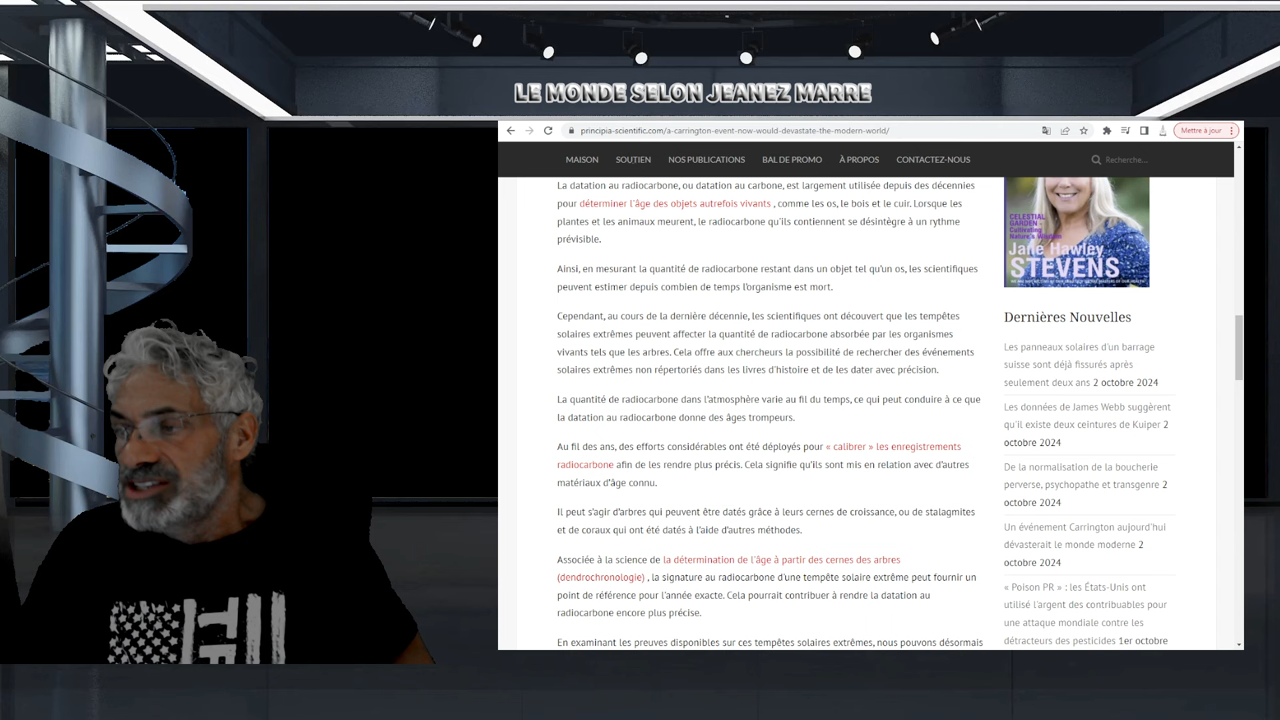 LE MONDE SELON JEANEZ MARRE
principia-scientific.com/a-carrington-event-now-would-devastate-the-modern-world/
Mettre à jour
MAISON SOUTIEN NOS PUBLICATIONS BAL DE PROMO À PROPOS CONTACTEZ-NOUS Recherche...
La datation au radiocarbone, ou datation au carbone, est largement utilisée depuis des décennies
pour déterminer l'âge des objets autrefois vivants , comme les os, le bois et le cuir. Lorsque les
plantes et les animaux meurent, le radiocarbone qu'ils contiennent se désintègre à un rythme
prévisible.
Ainsi, en mesurant la quantité de radiocarbone restant dans un objet tel qu'un os, les scientifiques
peuvent estimer depuis combien de temps l'organisme est mort.
Cependant, au cours de la dernière décennie, les scientifiques ont découvert que les tempêtes
solaires extrêmes peuvent affecter la quantité de radiocarbone absorbée par les organismes
vivants tels que les arbres. Cela offre aux chercheurs la possibilité de rechercher des événements
solaires extrêmes non répertoriés dans les livres d'histoire et de les dater avec précision.
La quantité de radiocarbone dans l'atmosphère varie au fil du temps, ce qui peut conduire à ce que
la datation au radiocarbone donne des âges trompeurs.
Au fil des ans, des efforts considérables ont été déployés pour « calibrer » les enregistrements
radiocarbone afin de les rendre plus précis. Cela signifie qu'ils sont mis en relation avec d'autres
matériaux d'âge connu.
Il peut s'agir d'arbres qui peuvent être datés grâce à leurs cernes de croissance, ou de stalagmites
et de coraux qui ont été datés à l'aide d'autres méthodes.
Associée à la science de la détermination de l'âge à partir des cernes des arbres
(dendrochronologie) , la signature au radiocarbone d'une tempête solaire extrême peut fournir un
point de référence pour l'année exacte. Cela pourrait contribuer à rendre la datation au
radiocarbone encore plus précise.
En examinant les preuves disponibles sur ces tempêtes solaires extrêmes, nous pouvons désormais
CELESTIAL
GARDEN
Cultivating
Jane Hawley
STEVENS
Dernières Nouvelles
Les panneaux solaires d'un barrage
suisse sont déjà fissurés après
seulement deux ans 2 octobre 2024
Les données de James Webb suggèrent
qu'il existe deux ceintures de Kuiper 2
octobre 2024
De la normalisation de la boucherie
perverse, psychopathe et transgenre 2
octobre 2024
Un événement Carrington aujourd'hui
dévasterait le monde moderne 2
octobre 2024
« Poison PR » : les États-Unis ont
utilisé l'argent des contribuables pour
une attaque mondiale contre les
détracteurs des pesticides 1er octobre